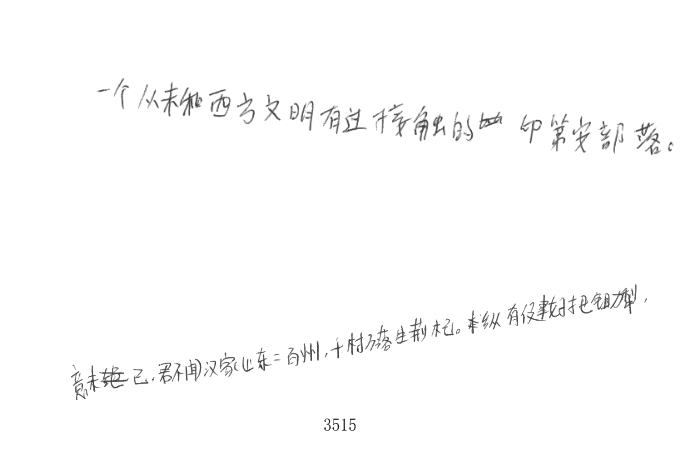 一个从未和西方文明有过接触的印第安部落。
意未已.君不闻汉家山东二百州,千村万落生荆杞。纵有健妇把锄犁,
3515